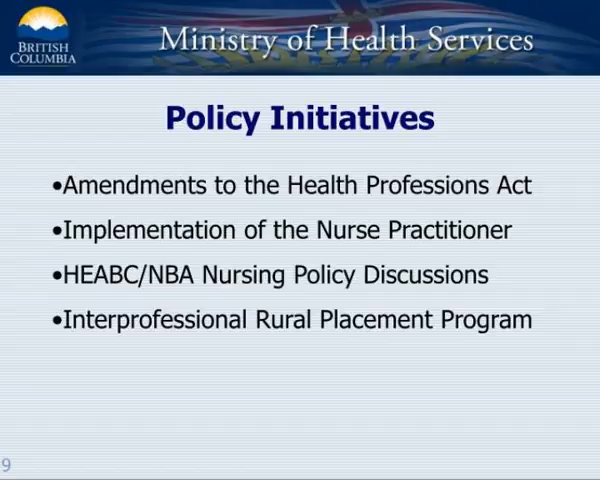 BRITISH
COLUMBIA
Ministry of Health Services
Policy Initiatives
•Amendments to the Health Professions Act
•Implementation of the Nurse Practitioner
•HEABC/NBA Nursing Policy Discussions
•Interprofessional Rural Placement Program
9